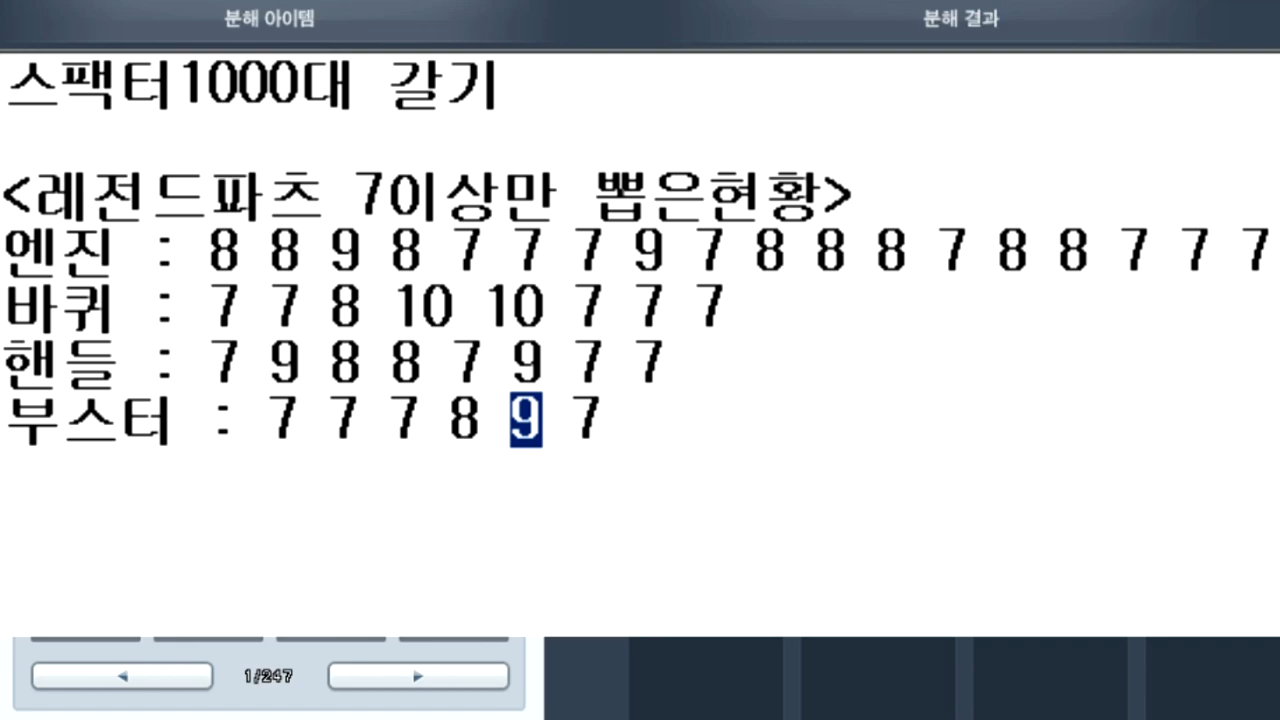 분해 아이템 분해 결과
스팩터1000대 갈기
<레전드파츠 7이상만 뽑은현황>
엔진 : 8 8 9 8 7 7 7 9 7 8 8 8 7 8 8 7 7 7
바퀴 : 7 7 8 10 10 7 7 7
핸들 : 7 9 8 8 7 9 7 7
부스터 : 7 7 7 8 9 7
1/247